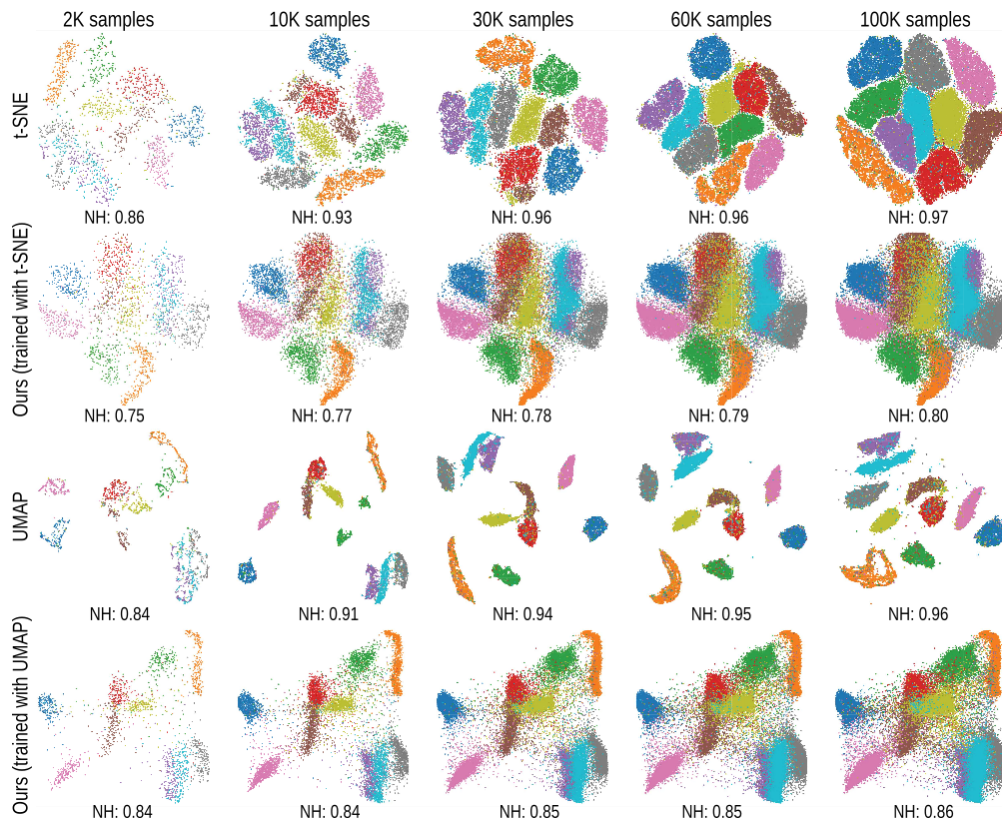 2K samples 10K samples 30K samples 60K samples 100K samples
t-SNE
NH: 0.86 NH: 0.93 NH: 0.96 NH: 0.96 NH: 0.97
Ours (trained with t-SNE)
NH: 0.75 NH: 0.77 NH: 0.78 NH: 0.79 NH: 0.80
UMAP
NH: 0.84 NH: 0.91 NH: 0.94 NH: 0.95 NH: 0.96
Ours (trained with UMAP)
NH: 0.84 NH: 0.84 NH: 0.85 NH: 0.85 NH: 0.86